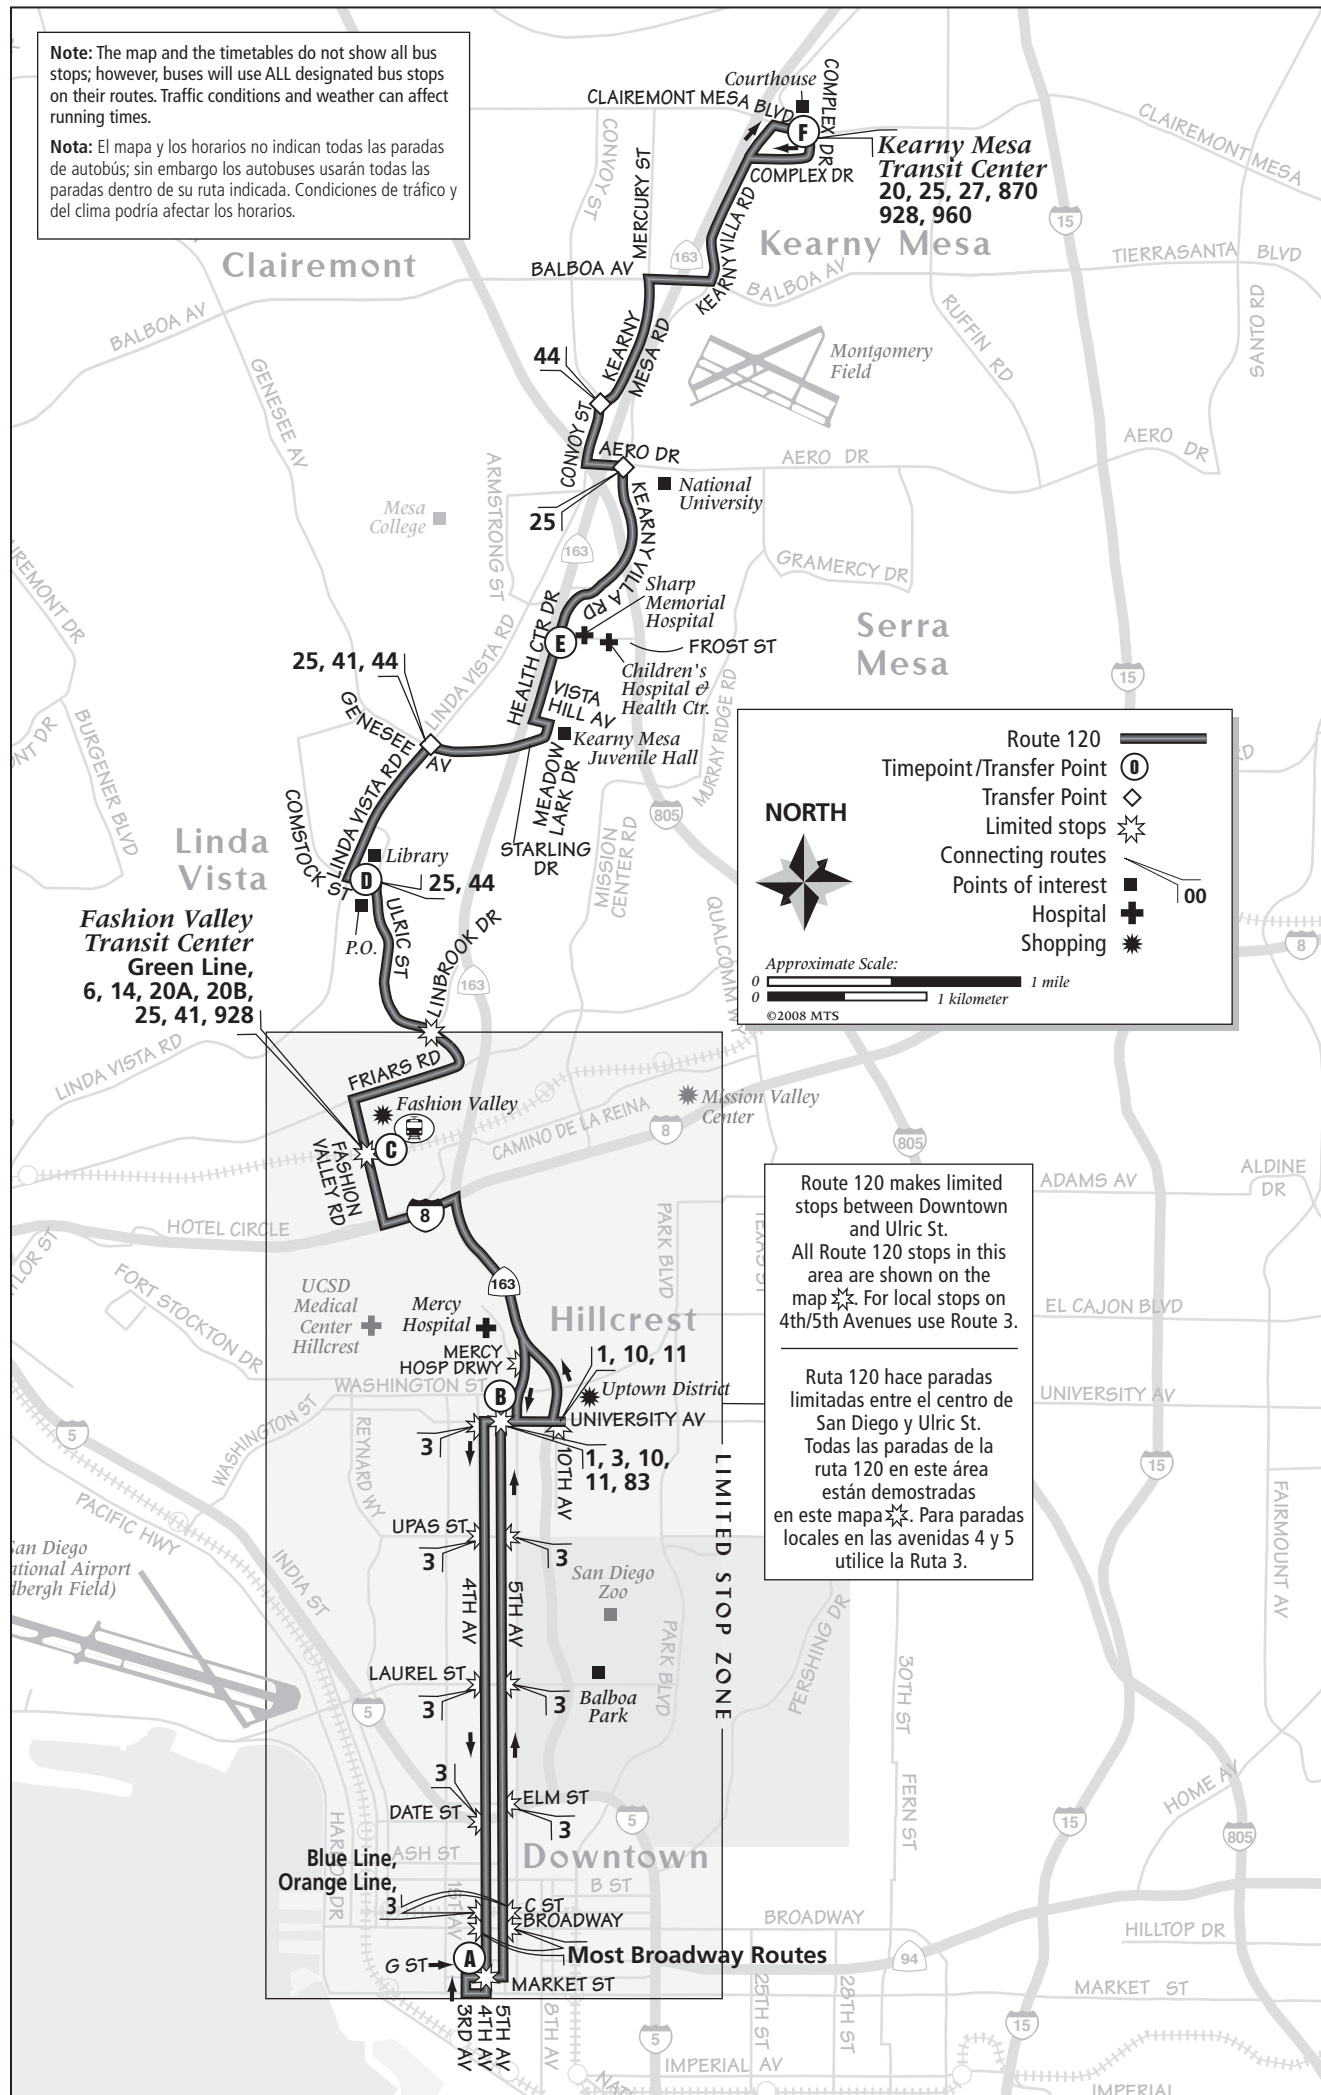 Note: The map and the timetables do not show all bus
stops; however, buses will use ALL designated bus stops
on their routes. Traffic conditions and weather can affect
running times.
Nota: El mapa y los horarios no indican todas las paradas
de autobús; sin embargo los autobuses usarán todas las
paradas dentro de su ruta indicada. Condiciones de tráfico y
del clima podría afectar los horarios.
Courthouse
COMPLEX DR
CLAIREMONT MESA BLVD
CLAIREMONT MESA
F
Kearny Mesa
Transit Center
20, 25, 27, 870
928, 960
COMPLEX DR
CONVOY ST
MERCURY ST
KEARNY VILLA RD
15
163
Clairemont
Kearny Mesa
TIERRASANTA BLVD
BALBOA AV
BALBOA AV
BALBOA AV
RUFFIN RD
SANTO RD
GENESEE AV
44
KEARNY
MESA RD
Montgomery
Field
CONVOY ST
AERO DR
AERO DR
AERO DR
National
University
25
Mesa
College
ARMSTRONG ST
163
KEARNY VILLA RD
GRAMERCY DR
Sharp
Memorial
Hospital
E
FROST ST
Children's
Hospital &
Health Ctr.
HEALTH CTR DR
Serra
Mesa
15
25, 41, 44
LINDA VISTA RD
GENESEE
AV
VISTA
HILL AV
Kearny Mesa
Juvenile Hall
MEADOW
LARK DR
STARLING
DR
MURRAY RIDGE RD
805
MISSION
CENTER RD
BURGENER BLVD
COMSTOCK
ST
LINDA VISTA RD
Linda
Vista
Library
D
25, 44
P.O.
ULRIC ST
LINBROOK DR
163
QUALCOMM WY
NORTH
Route 120
Timepoint/Transfer Point
0
Transfer Point
Limited stops
Connecting routes
00
Points of interest
Hospital
Shopping
Approximate Scale:
0
1 mile
0
1 kilometer
©2008 MTS
RD
8
Fashion Valley
Transit Center
Green Line,
6, 14, 20A, 20B,
25, 41, 928
LINDA VISTA RD
FRIARS RD
Fashion Valley
C
FASHION
VALLEY RD
CAMINO DE LA REINA
Mission Valley
Center
8
805
8
HOTEL CIRCLE
ADAMS AV
ALDINE
DR
PARK BLVD
TEXAS ST
FORT STOCKTON DR
163
UCSD
Medical
Center
Hillcrest
Mercy
Hospital
Hillcrest
MERCY
HOSP DRWY
1, 10, 11
WASHINGTON ST
B
Uptown District
UNIVERSITY AV
Route 120 makes limited
stops between Downtown
and Ulric St.
All Route 120 stops in this
area are shown on the
map. For local stops on
4th/5th Avenues use Route 3.
Ruta 120 hace paradas
limitadas entre el centro de
San Diego y Ulric St.
Todas las paradas de la
ruta 120 en este área
están demostradas
en este mapa. Para paradas
locales en las avenidas 4 y 5
utilice la Ruta 3.
EL CAJON BLVD
UNIVERSITY AV
5
WASHINGTON ST
REYNARD WY
3
1, 3, 10,
11, 83
10TH AV
15
FAIRMOUNT AV
PACIFIC HWY
INDIA ST
UPAS ST
3
3
LIMITED STOP ZONE
San Diego
Zoo
4TH AV
5TH AV
PARK BLVD
PERSHING DR
LAUREL ST
3
3
Balboa
Park
5
30TH ST
3
DATE ST
ELM ST
3
5
FERN ST
HOME AV
15
805
ASH ST
Downtown
B ST
Blue Line,
Orange Line,
3
1ST AV
C ST
BROADWAY
BROADWAY
94
HILLTOP DR
Most Broadway Routes
A
G ST
MARKET ST
MARKET ST
3RD AV
4TH AV
5TH AV
8TH AV
25TH ST
28TH ST
5
15
IMPERIAL AV
IMPERIAL